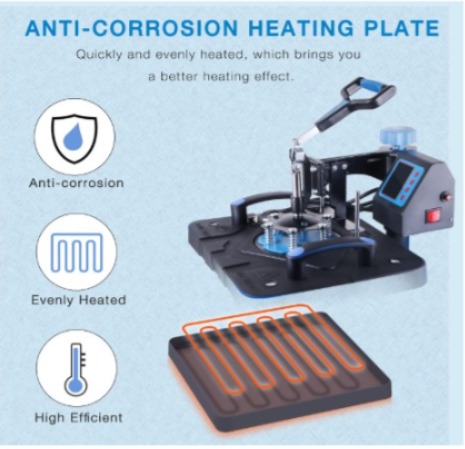 ANTI-CORROSION HEATING PLATE
Quickly and evenly heated, which brings you
a better heating effect.
Anti-corrosion
Evenly Heated
High Efficient